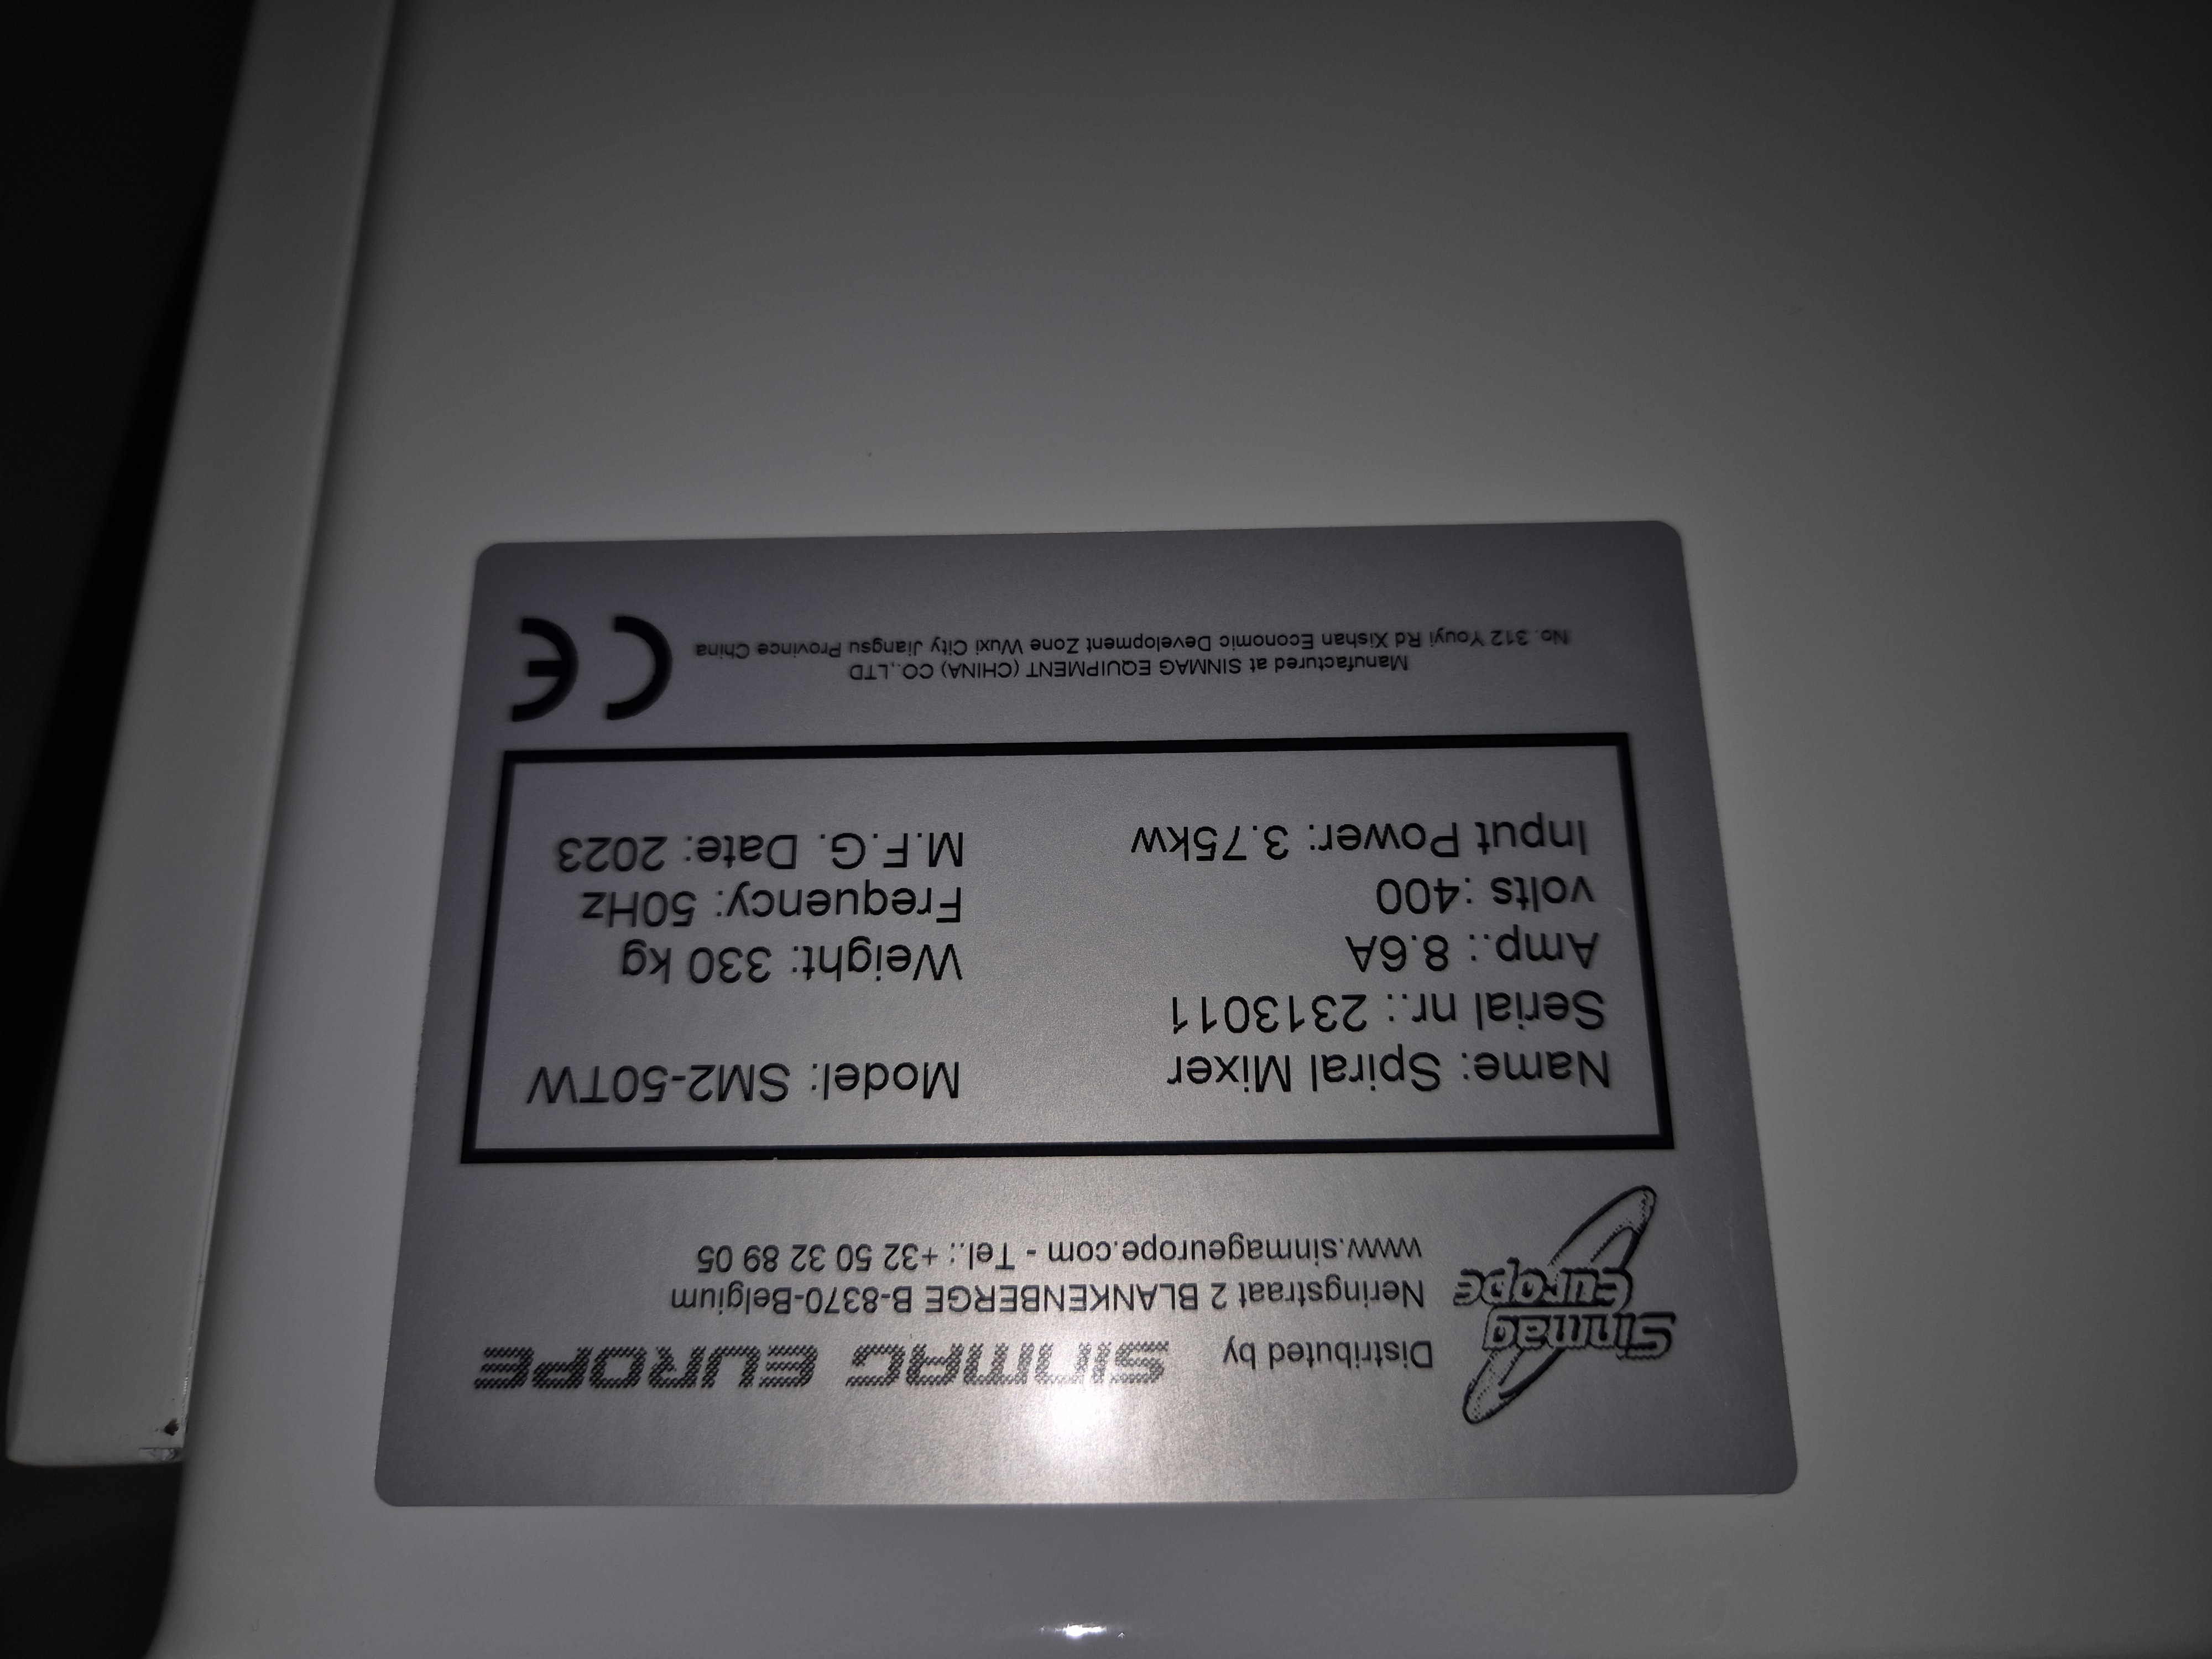 Sinmag
europe
Distributed by SINMAG EUROPE
Neringstraat 2 BLANKENBERGE B-8370-Belgium
www.sinmageurope.com - Tel.: +32 50 32 89 05
Name: Spiral Mixer Model: SM2-50TW
Serial nr.: 2313011
Amp.: 8.6A Weight: 330 kg
volts :400 Frequency: 50Hz
Input Power: 3.75kw M.F.G. Date: 2023
Manufactured at SINMAG EQUIPMENT (CHINA) CO.,LTD
No. 312 Youyi Rd Xishan Economic Development Zone Wuxi City Jiangsu Province China
CE